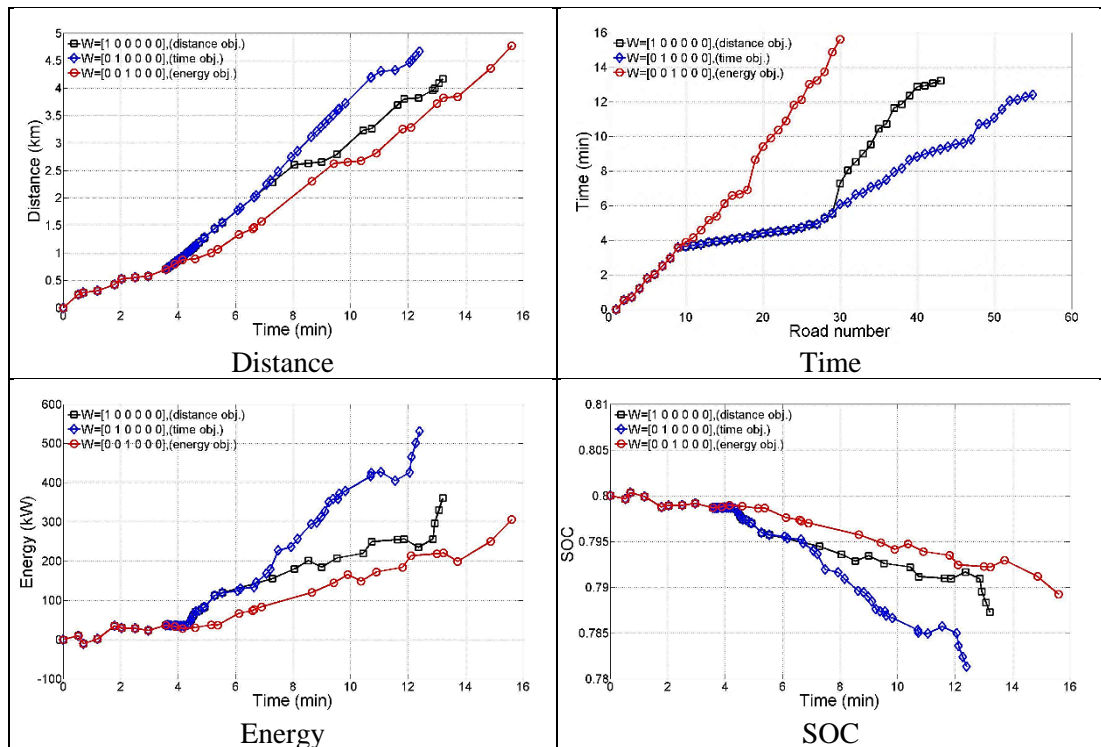 5
4.5
4
3.5
3
2.5
2
1.5
1
0.5
0
W=[1 0 0 0 0 0],(distance obj.)
W=[0 1 0 0 0 0],(time obj.)
W=[0 0 1 0 0 0],(energy obj.)
Distance (km)
0 2 4 6 8 10 12 14 16
Time (min)
Distance
16
14
12
10
8
6
4
2
0
W=[1 0 0 0 0 0],(distance obj.)
W=[0 1 0 0 0 0],(time obj.)
W=[0 0 1 0 0 0],(energy obj.)
Time (min)
0 10 20 30 40 50 60
Road number
Time
600
500
400
300
200
100
0
-100
W=[1 0 0 0 0 0],(distance obj.)
W=[0 1 0 0 0 0],(time obj.)
W=[0 0 1 0 0 0],(energy obj.)
Energy (kW)
0 2 4 6 8 10 12 14 16
Time (min)
Energy
0.81
0.805
0.8
0.795
0.79
0.785
0.78
W=[1 0 0 0 0 0],(distance obj.)
W=[0 1 0 0 0 0],(time obj.)
W=[0 0 1 0 0 0],(energy obj.)
SOC
0 2 4 6 8 10 12 14 16
Time (min)
SOC